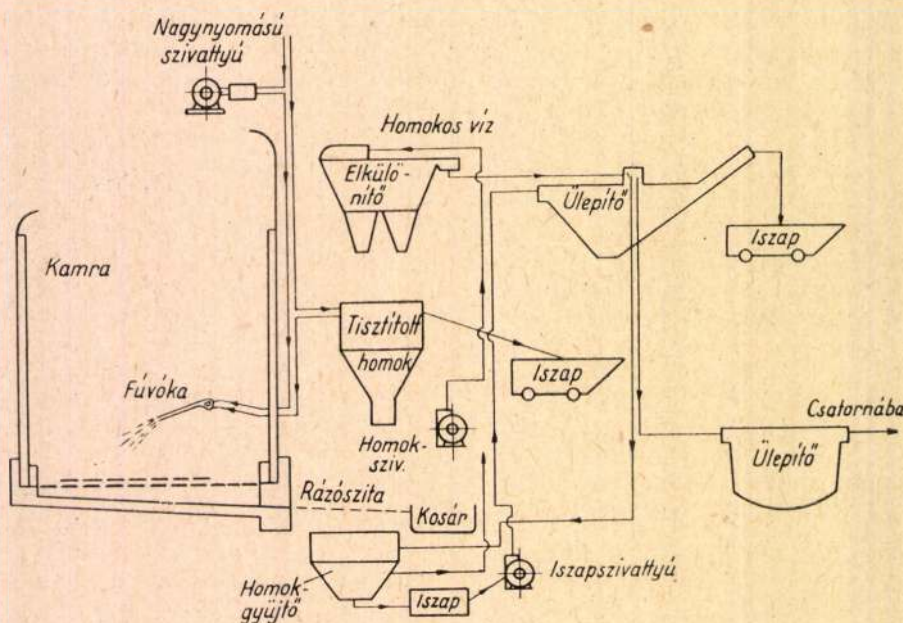 Nagynyomású
szivattyú
Homokos víz
Elkülö-
nítő
Ülepítő
Iszap
Kamra
Tisztított
homok
Iszap
Fúvóka
Homok-
sziv.
Csatornába
Ülepítő
Rázószita
Kosár
Homok-
gyüjtő
Iszap
Iszapszivattyú